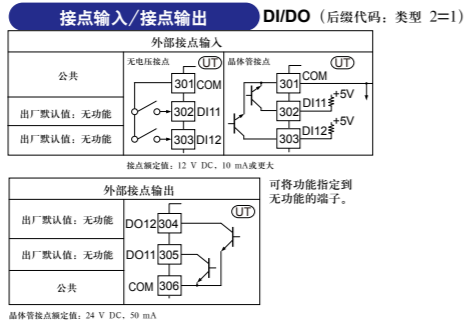 接点输入/接点输出 DI/DO (后缀代码：类型 2=1)
外部接点输入
无电压接点 UT 晶体管接点 UT
公共 301 COM 301 COM
+5V
出厂默认值：无功能 302 DI11 302 DI11
+5V
出厂默认值：无功能 303 DI12 303 DI12
接点额定值：12 V DC，10 mA或更大
外部接点输出
可将功能指定到
无功能的端子。
UT
出厂默认值：无功能 DO12 304
出厂默认值：无功能 DO11 305
公共 COM 306
晶体管接点额定值：24 V DC，50 mA